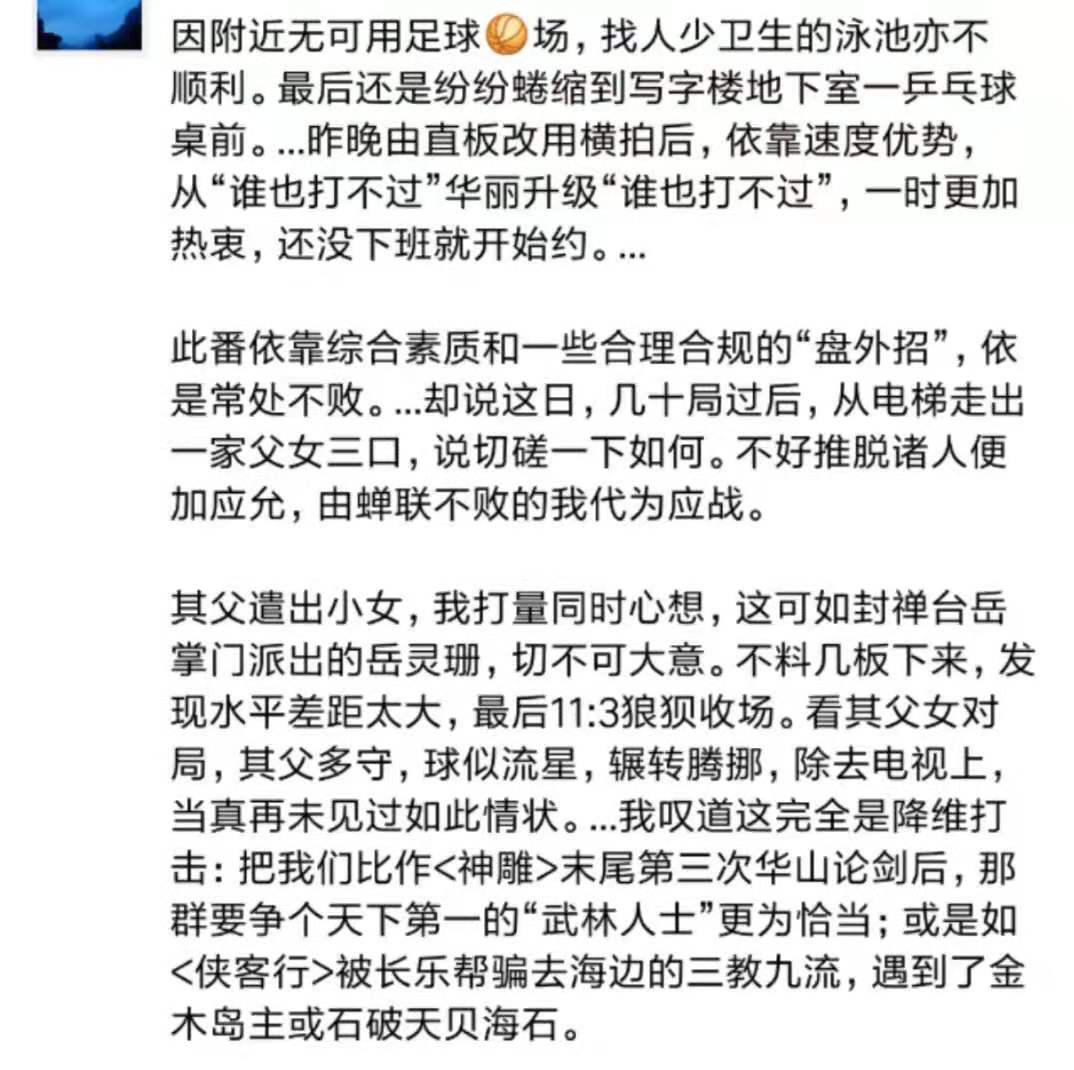 因附近无可用足球🏀场，找人少卫生的泳池亦不
顺利。最后还是纷纷蜷缩到写字楼地下室一乒乓球
桌前。...昨晚由直板改用横拍后，依靠速度优势，
从“谁也打不过”华丽升级“谁也打不过”，一时更加
热衷，还没下班就开始约。...
此番依靠综合素质和一些合理合规的“盘外招”，依
是常处不败。...却说这日，几十局过后，从电梯走出
一家父女三口，说切磋一下如何。不好推脱诸人便
加应允，由蝉联不败的我代为应战。
其父遣出小女，我打量同时心想，这可如封禅台岳
掌门派出的岳灵珊，切不可大意。不料几板下来，发
现水平差距太大，最后11:3狼狈收场。看其父女对
局，其父多守，球似流星，辗转腾挪，除去电视上，
当真再未见过如此情状。...我叹道这完全是降维打
击：把我们比作<神雕>末尾第三次华山论剑后，那
群要争个天下第一的“武林人士”更为恰当；或是如
<侠客行>被长乐帮骗去海边的三教九流，遇到了金
木岛主或石破天贝海石。